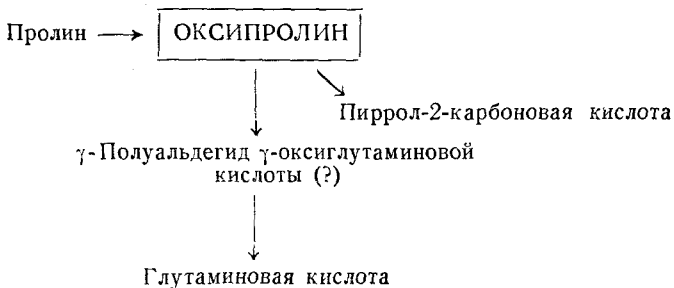 Пролин → ОКСИПРОЛИН
Пиррол-2-карбоновая кислота
γ-Полуальдегид γ-оксиглутаминовой
кислоты (?)
Глутаминовая кислота